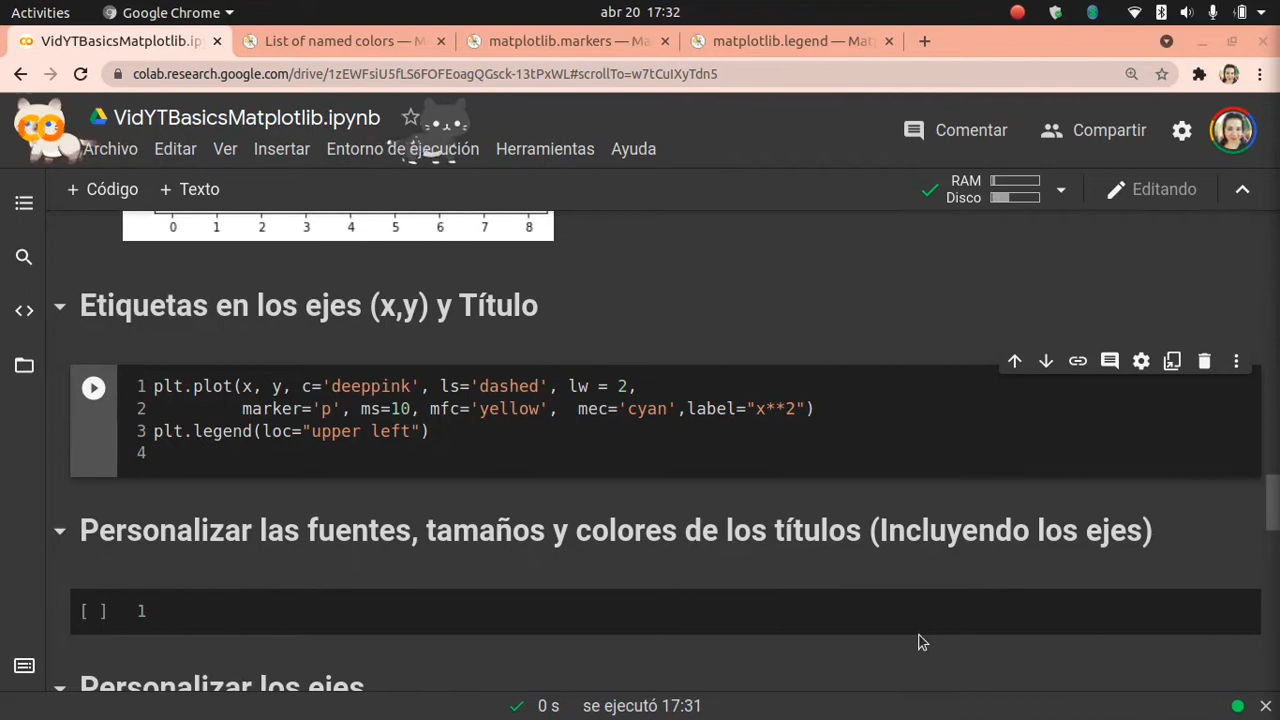 Activities Google Chrome abr 20 17:32
VidYTBasicsMatplotlib.ip List of named colors — M matplotlib.markers — Ma matplotlib.legend — Mat
colab.research.google.com/drive/1zEWFsiU5fLS6FOFEoagQGsck-13tPxWL#scrollTo=w7tCuIXyTdn5
VidYTBasicsMatplotlib.ipynb
Comentar Compartir
Archivo Editar Ver Insertar Entorno de ejecución Herramientas Ayuda
+ Código + Texto RAM Disco Editando
0 1 2 3 4 5 6 7 8
Etiquetas en los ejes (x,y) y Título
1 plt.plot(x, y, c='deeppink', ls='dashed', lw = 2,
2 marker='p', ms=10, mfc='yellow', mec='cyan',label="x**2")
3 plt.legend(loc="upper left")
4
Personalizar las fuentes, tamaños y colores de los títulos (Incluyendo los ejes)
[ ] 1
Personalizar los ejes
0 s se ejecutó 17:31